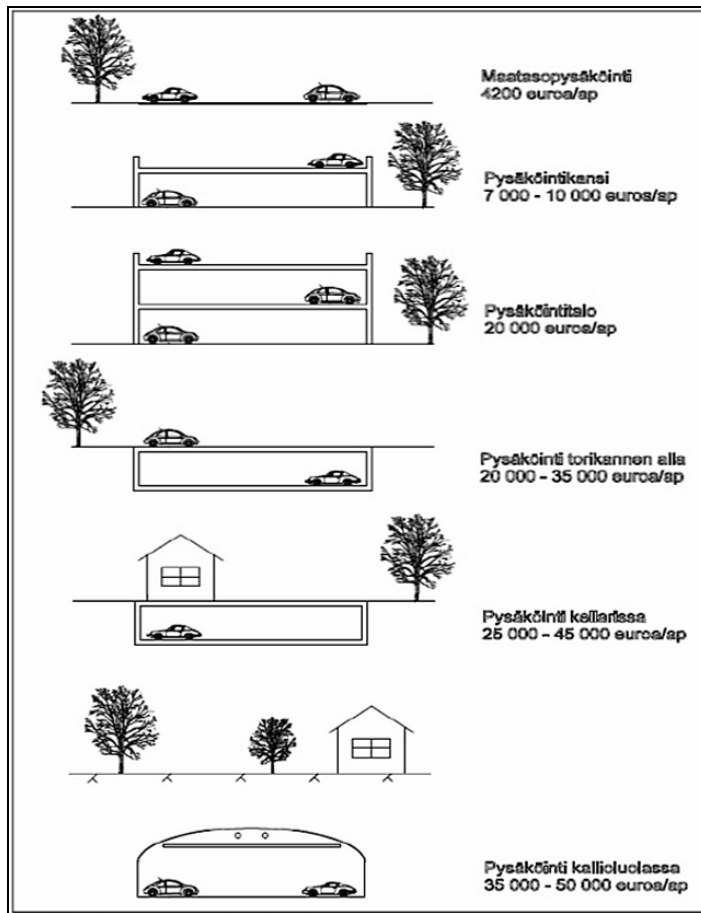 Maatasopysäköinti
4200 euroa/ap
Pysäköintikansi
7 000 - 10 000 euroa/ap
Pysäköintitalo
20 000 euroa/ap
Pysäköinti torikannen alla
20 000 - 35 000 euroa/ap
Pysäköinti kellarissa
25 000 - 45 000 euroa/ap
Pysäköinti kallioluolassa
35 000 - 50 000 euroa/ap